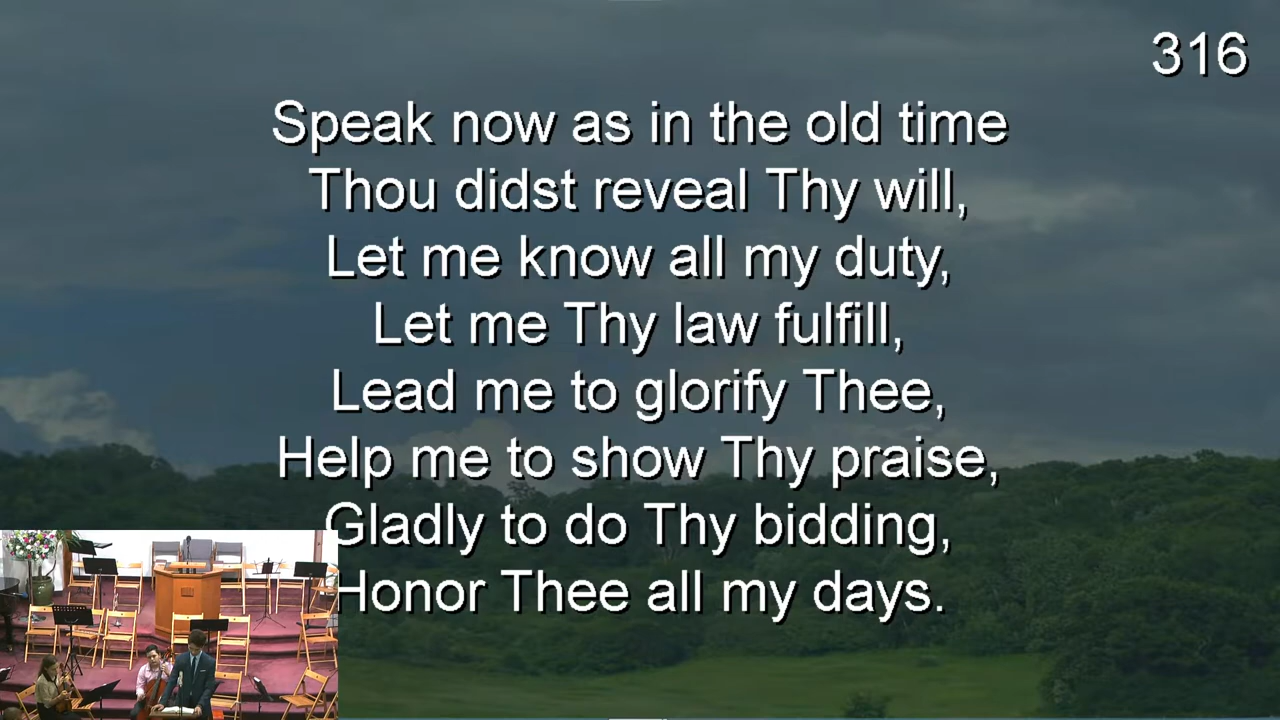 316
Speak now as in the old time
Thou didst reveal Thy will,
Let me know all my duty,
Let me Thy law fulfill,
Lead me to glorify Thee,
Help me to show Thy praise,
Gladly to do Thy bidding,
Honor Thee all my days.